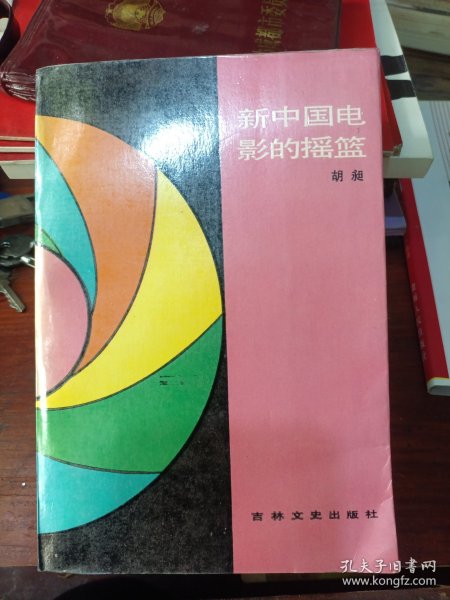 新中国电
影的摇篮
胡昶
吉林文史出版社
孔夫子旧书网
www.kongfz.com